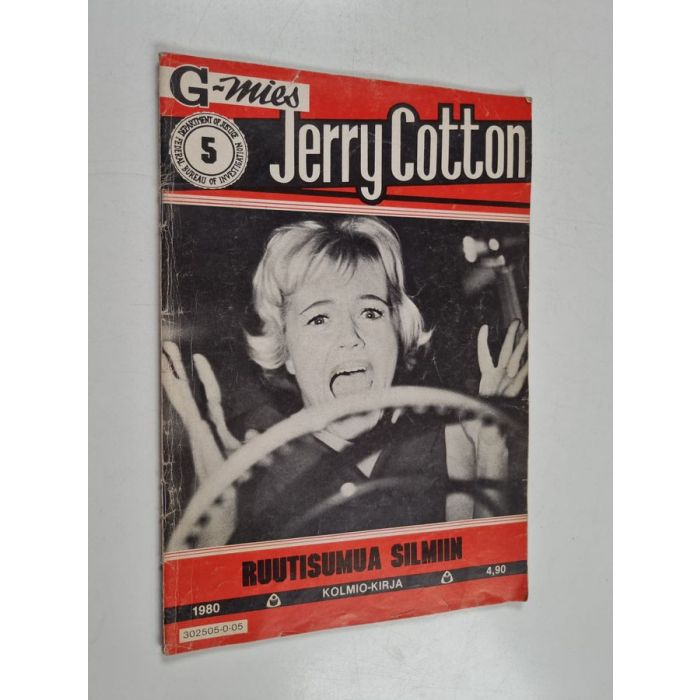 G-mies
Jerry Cotton
DEPARTMENT OF JUSTICE
5
FEDERAL BUREAU OF INVESTIGATION
RUUTISUMUA SILMIIN
1980 KOLMIO-KIRJA 4,90
302505-0-05